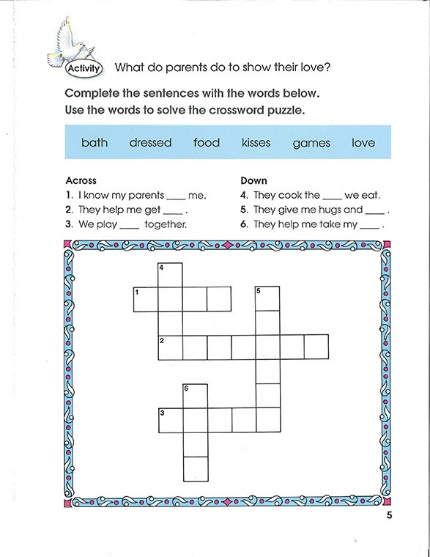 Activity What do parents do to show their love?
Complete the sentences with the words below.
Use the words to solve the crossword puzzle.
bath dressed food kisses games love
Across
1. I know my parents ____ me.
2. They help me get ____ .
3. We play ____ together.
Down
4. They cook the ____ we eat.
5. They give me hugs and ____ .
6. They help me take my ____ .
4
1
5
2
6
3
5